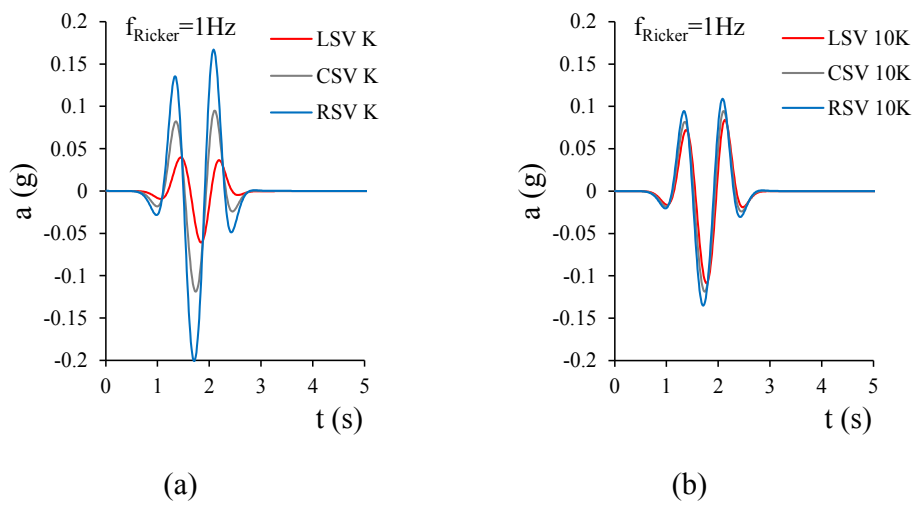 f_Ricker=1Hz
LSV K
CSV K
RSV K
0.2
0.15
0.1
0.05
0
-0.05
-0.1
-0.15
-0.2
a (g)
0 1 2 3 4 5
t (s)
(a)
f_Ricker=1Hz
LSV 10K
CSV 10K
RSV 10K
0.2
0.15
0.1
0.05
0
-0.05
-0.1
-0.15
-0.2
a (g)
0 1 2 3 4 5
t (s)
(b)